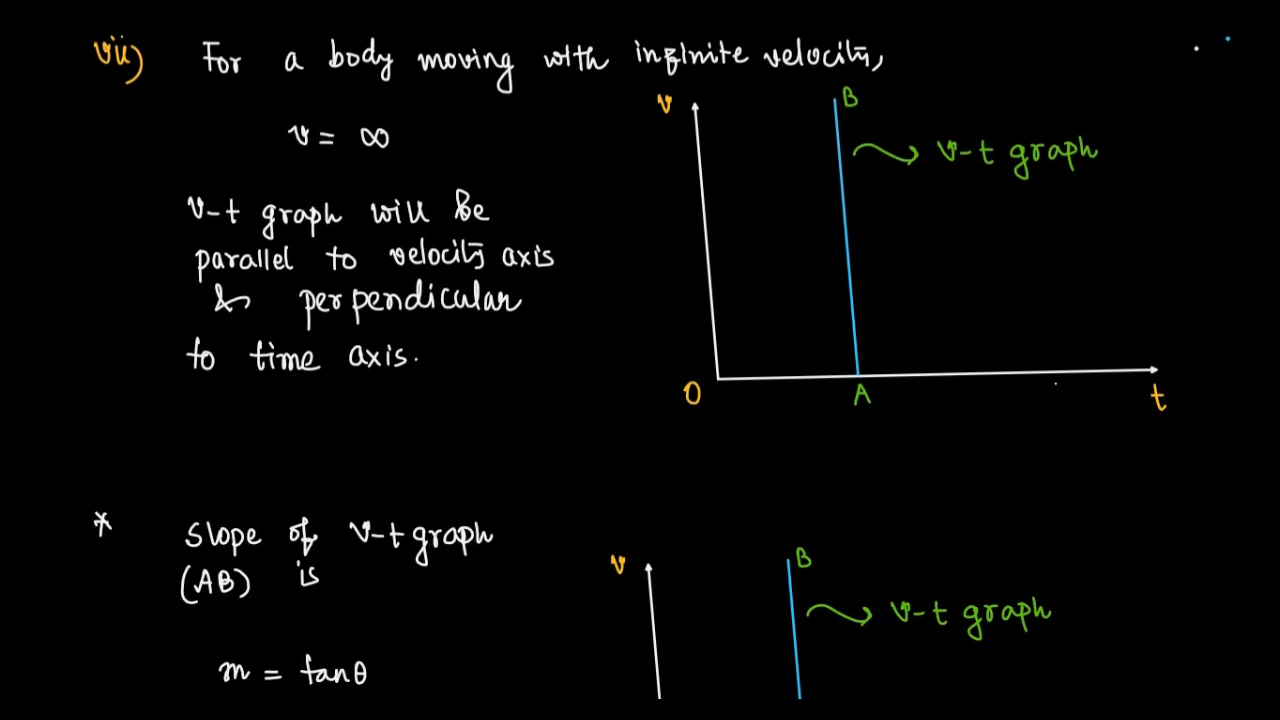 vii) For a body moving with infinite velocity,
v = ∞
v-t graph will be
parallel to velocity axis
& perpendicular
to time axis.
v
B
v-t graph
O
A
t
* Slope of v-t graph
(AB) is
m = tanθ
v
B
v-t graph